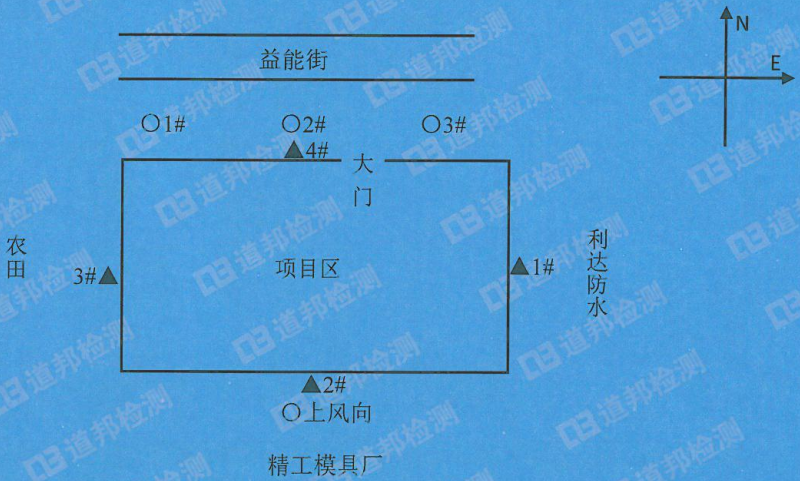 N
益能街
E
○1#
○2#
○3#
▲4#
大门
农田
3#▲
项目区
▲1#
利达防水
▲2#
○上风向
精工模具厂
道邦检测